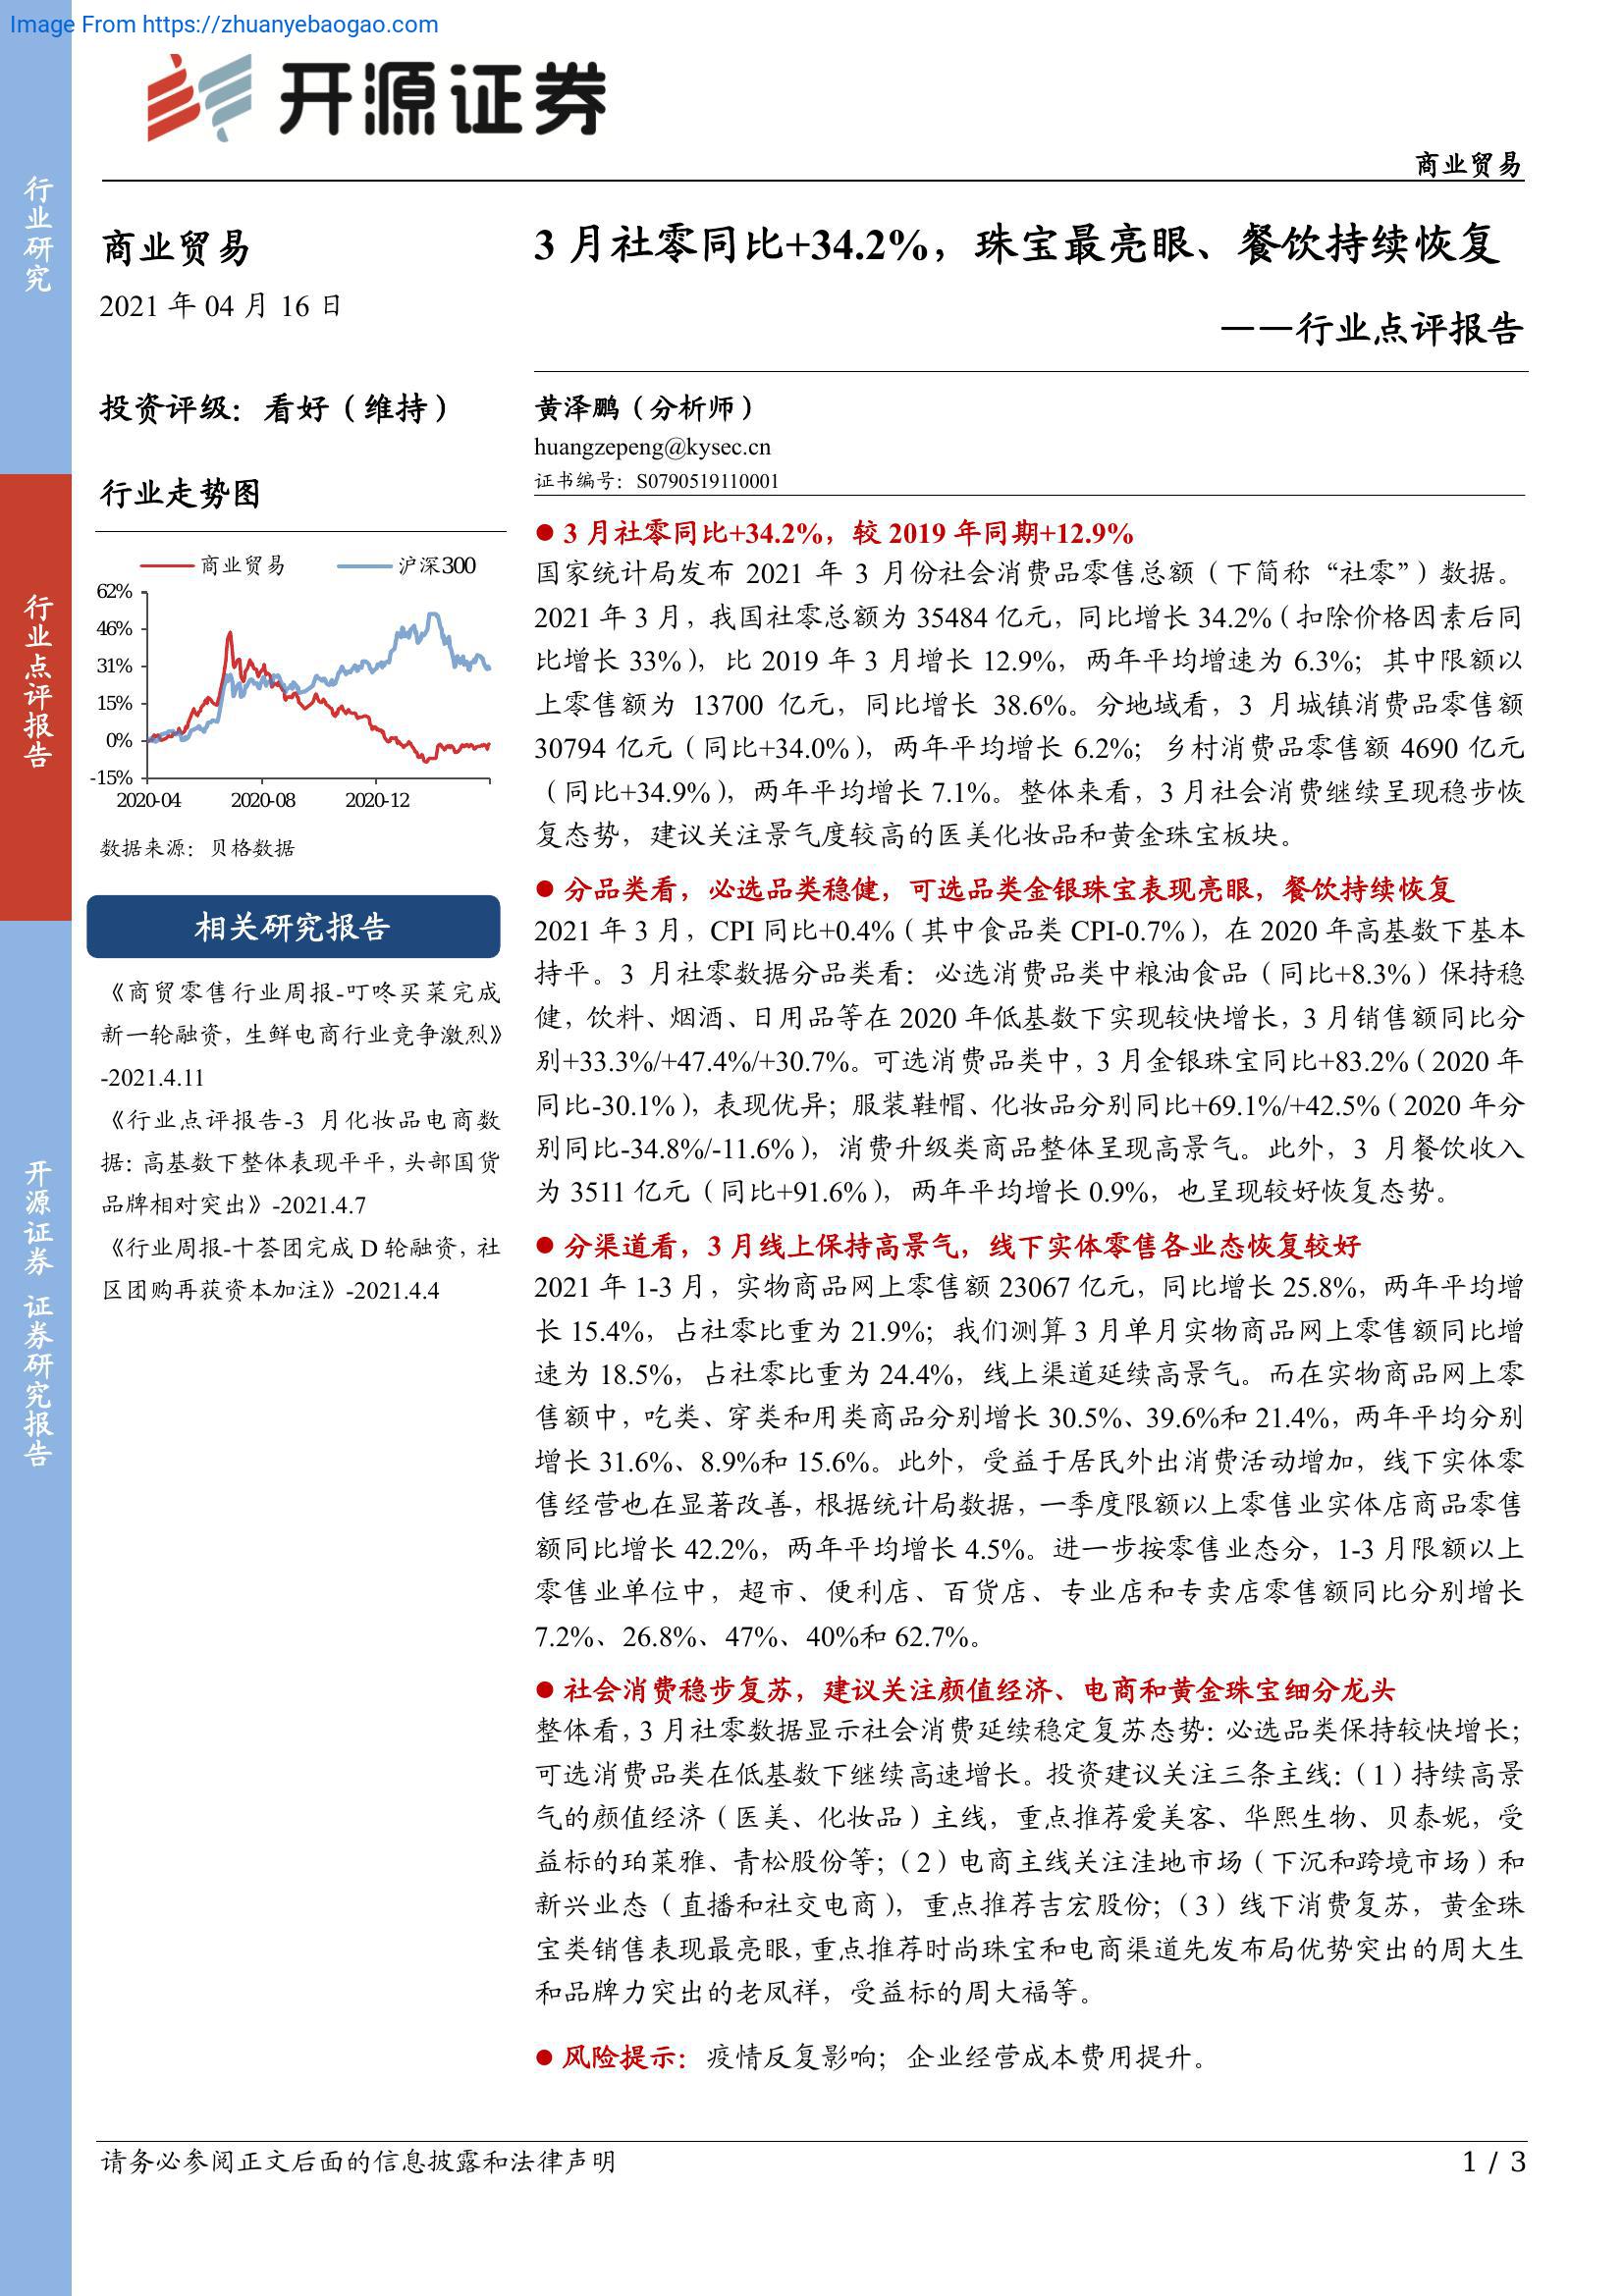 Image From https://zhuanyebaogao.com
开源证券
商业贸易
行业研究
行业点评报告
开源证券 证券研究报告
商业贸易
2021 年 04 月 16 日
投资评级：看好（维持）
行业走势图
商业贸易 沪深300
62%
46%
31%
15%
0%
-15%
2020-04 2020-08 2020-12
数据来源：贝格数据
相关研究报告
《商贸零售行业周报-叮咚买菜完成
新一轮融资，生鲜电商行业竞争激烈》
-2021.4.11
《行业点评报告-3 月化妆品电商数
据：高基数下整体表现平平，头部国货
品牌相对突出》-2021.4.7
《行业周报-十荟团完成 D 轮融资，社
区团购再获资本加注》-2021.4.4
3 月社零同比+34.2%，珠宝最亮眼、餐饮持续恢复
——行业点评报告
黄泽鹏（分析师）
huangzepeng@kysec.cn
证书编号：S0790519110001
● 3 月社零同比+34.2%，较 2019 年同期+12.9%
国家统计局发布 2021 年 3 月份社会消费品零售总额（下简称“社零”）数据。
2021 年 3 月，我国社零总额为 35484 亿元，同比增长 34.2%（扣除价格因素后同
比增长 33%），比 2019 年 3 月增长 12.9%，两年平均增速为 6.3%；其中限额以
上零售额为 13700 亿元，同比增长 38.6%。分地域看，3 月城镇消费品零售额
30794 亿元（同比+34.0%），两年平均增长 6.2%；乡村消费品零售额 4690 亿元
（同比+34.9%），两年平均增长 7.1%。整体来看，3 月社会消费继续呈现稳步恢
复态势，建议关注景气度较高的医美化妆品和黄金珠宝板块。
● 分品类看，必选品类稳健，可选品类金银珠宝表现亮眼，餐饮持续恢复
2021 年 3 月，CPI 同比+0.4%（其中食品类 CPI-0.7%），在 2020 年高基数下基本
持平。3 月社零数据分品类看：必选消费品类中粮油食品（同比+8.3%）保持稳
健，饮料、烟酒、日用品等在 2020 年低基数下实现较快增长，3 月销售额同比分
别+33.3%/+47.4%/+30.7%。可选消费品类中，3 月金银珠宝同比+83.2%（2020 年
同比-30.1%），表现优异；服装鞋帽、化妆品分别同比+69.1%/+42.5%（2020 年分
别同比-34.8%/-11.6%），消费升级类商品整体呈现高景气。此外，3 月餐饮收入
为 3511 亿元（同比+91.6%），两年平均增长 0.9%，也呈现较好恢复态势。
● 分渠道看，3 月线上保持高景气，线下实体零售各业态恢复较好
2021 年 1-3 月，实物商品网上零售额 23067 亿元，同比增长 25.8%，两年平均增
长 15.4%，占社零比重为 21.9%；我们测算 3 月单月实物商品网上零售额同比增
速为 18.5%，占社零比重为 24.4%，线上渠道延续高景气。而在实物商品网上零
售额中，吃类、穿类和用类商品分别增长 30.5%、39.6%和 21.4%，两年平均分别
增长 31.6%、8.9%和 15.6%。此外，受益于居民外出消费活动增加，线下实体零
售经营也在显著改善，根据统计局数据，一季度限额以上零售业实体店商品零售
额同比增长 42.2%，两年平均增长 4.5%。进一步按零售业态分，1-3 月限额以上
零售业单位中，超市、便利店、百货店、专业店和专卖店零售额同比分别增长
7.2%、26.8%、47%、40%和 62.7%。
● 社会消费稳步复苏，建议关注颜值经济、电商和黄金珠宝细分龙头
整体看，3 月社零数据显示社会消费延续稳定复苏态势：必选品类保持较快增长；
可选消费品类在低基数下继续高速增长。投资建议关注三条主线：（1）持续高景
气的颜值经济（医美、化妆品）主线，重点推荐爱美客、华熙生物、贝泰妮，受
益标的珀莱雅、青松股份等；（2）电商主线关注洼地市场（下沉和跨境市场）和
新兴业态（直播和社交电商），重点推荐吉宏股份；（3）线下消费复苏，黄金珠
宝类销售表现最亮眼，重点推荐时尚珠宝和电商渠道先发布局优势突出的周大生
和品牌力突出的老凤祥，受益标的周大福等。
● 风险提示：疫情反复影响；企业经营成本费用提升。
请务必参阅正文后面的信息披露和法律声明
1 / 3